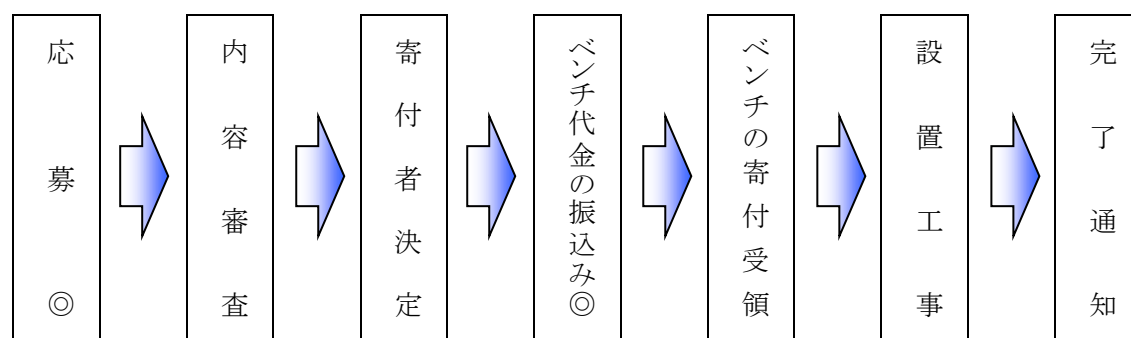 応募◎
内容審査
寄付者決定
ベンチ代金の振込み◎
ベンチの寄付受領
設置工事
完了通知